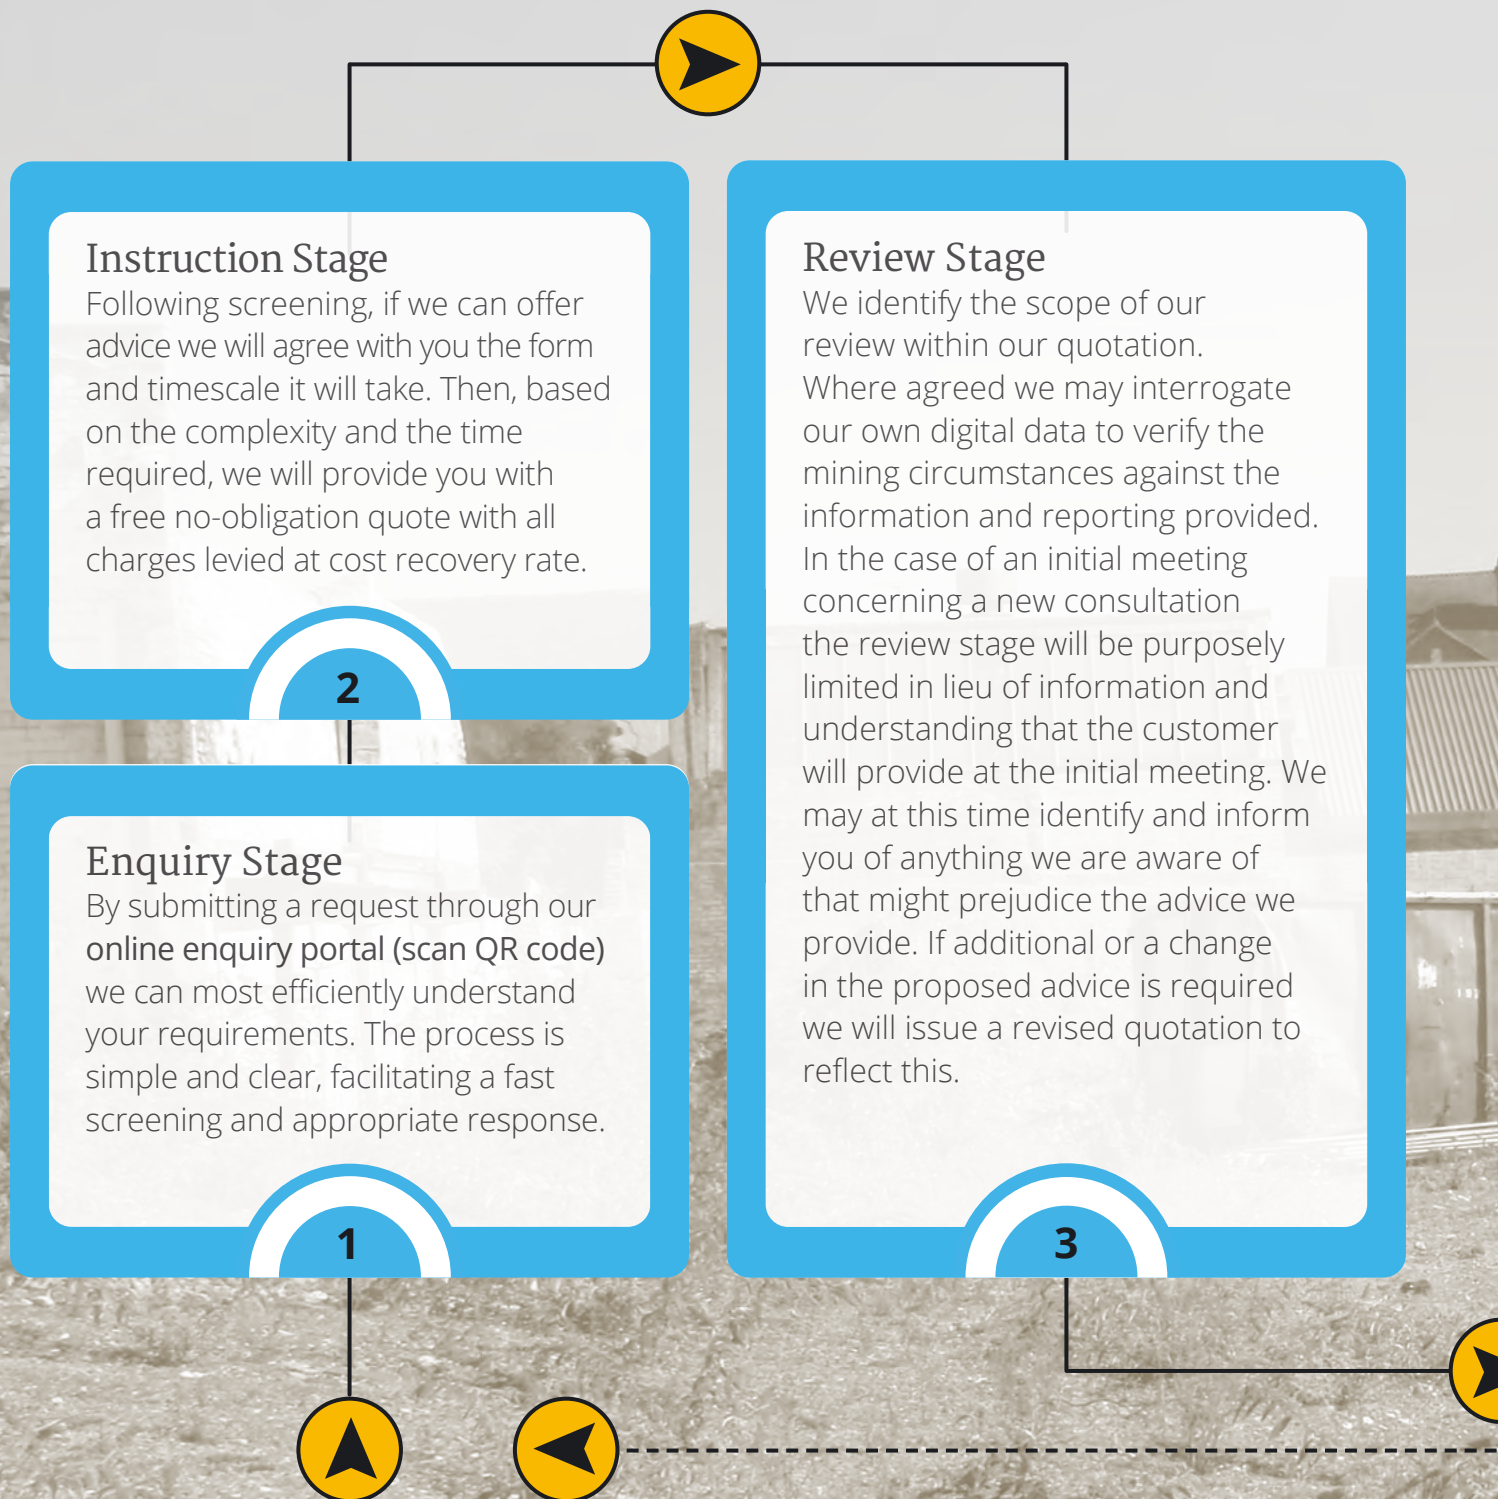 Instruction Stage
Following screening, if we can offer
advice we will agree with you the form
and timescale it will take. Then, based
on the complexity and the time
required, we will provide you with
a free no-obligation quote with all
charges levied at cost recovery rate.
2
Enquiry Stage
By submitting a request through our
online enquiry portal (scan QR code)
we can most efficiently understand
your requirements. The process is
simple and clear, facilitating a fast
screening and appropriate response.
1
Review Stage
We identify the scope of our
review within our quotation.
Where agreed we may interrogate
our own digital data to verify the
mining circumstances against the
information and reporting provided.
In the case of an initial meeting
concerning a new consultation
the review stage will be purposely
limited in lieu of information and
understanding that the customer
will provide at the initial meeting. We
may at this time identify and inform
you of anything we are aware of
that might prejudice the advice we
provide. If additional or a change
in the proposed advice is required
we will issue a revised quotation to
reflect this.
3